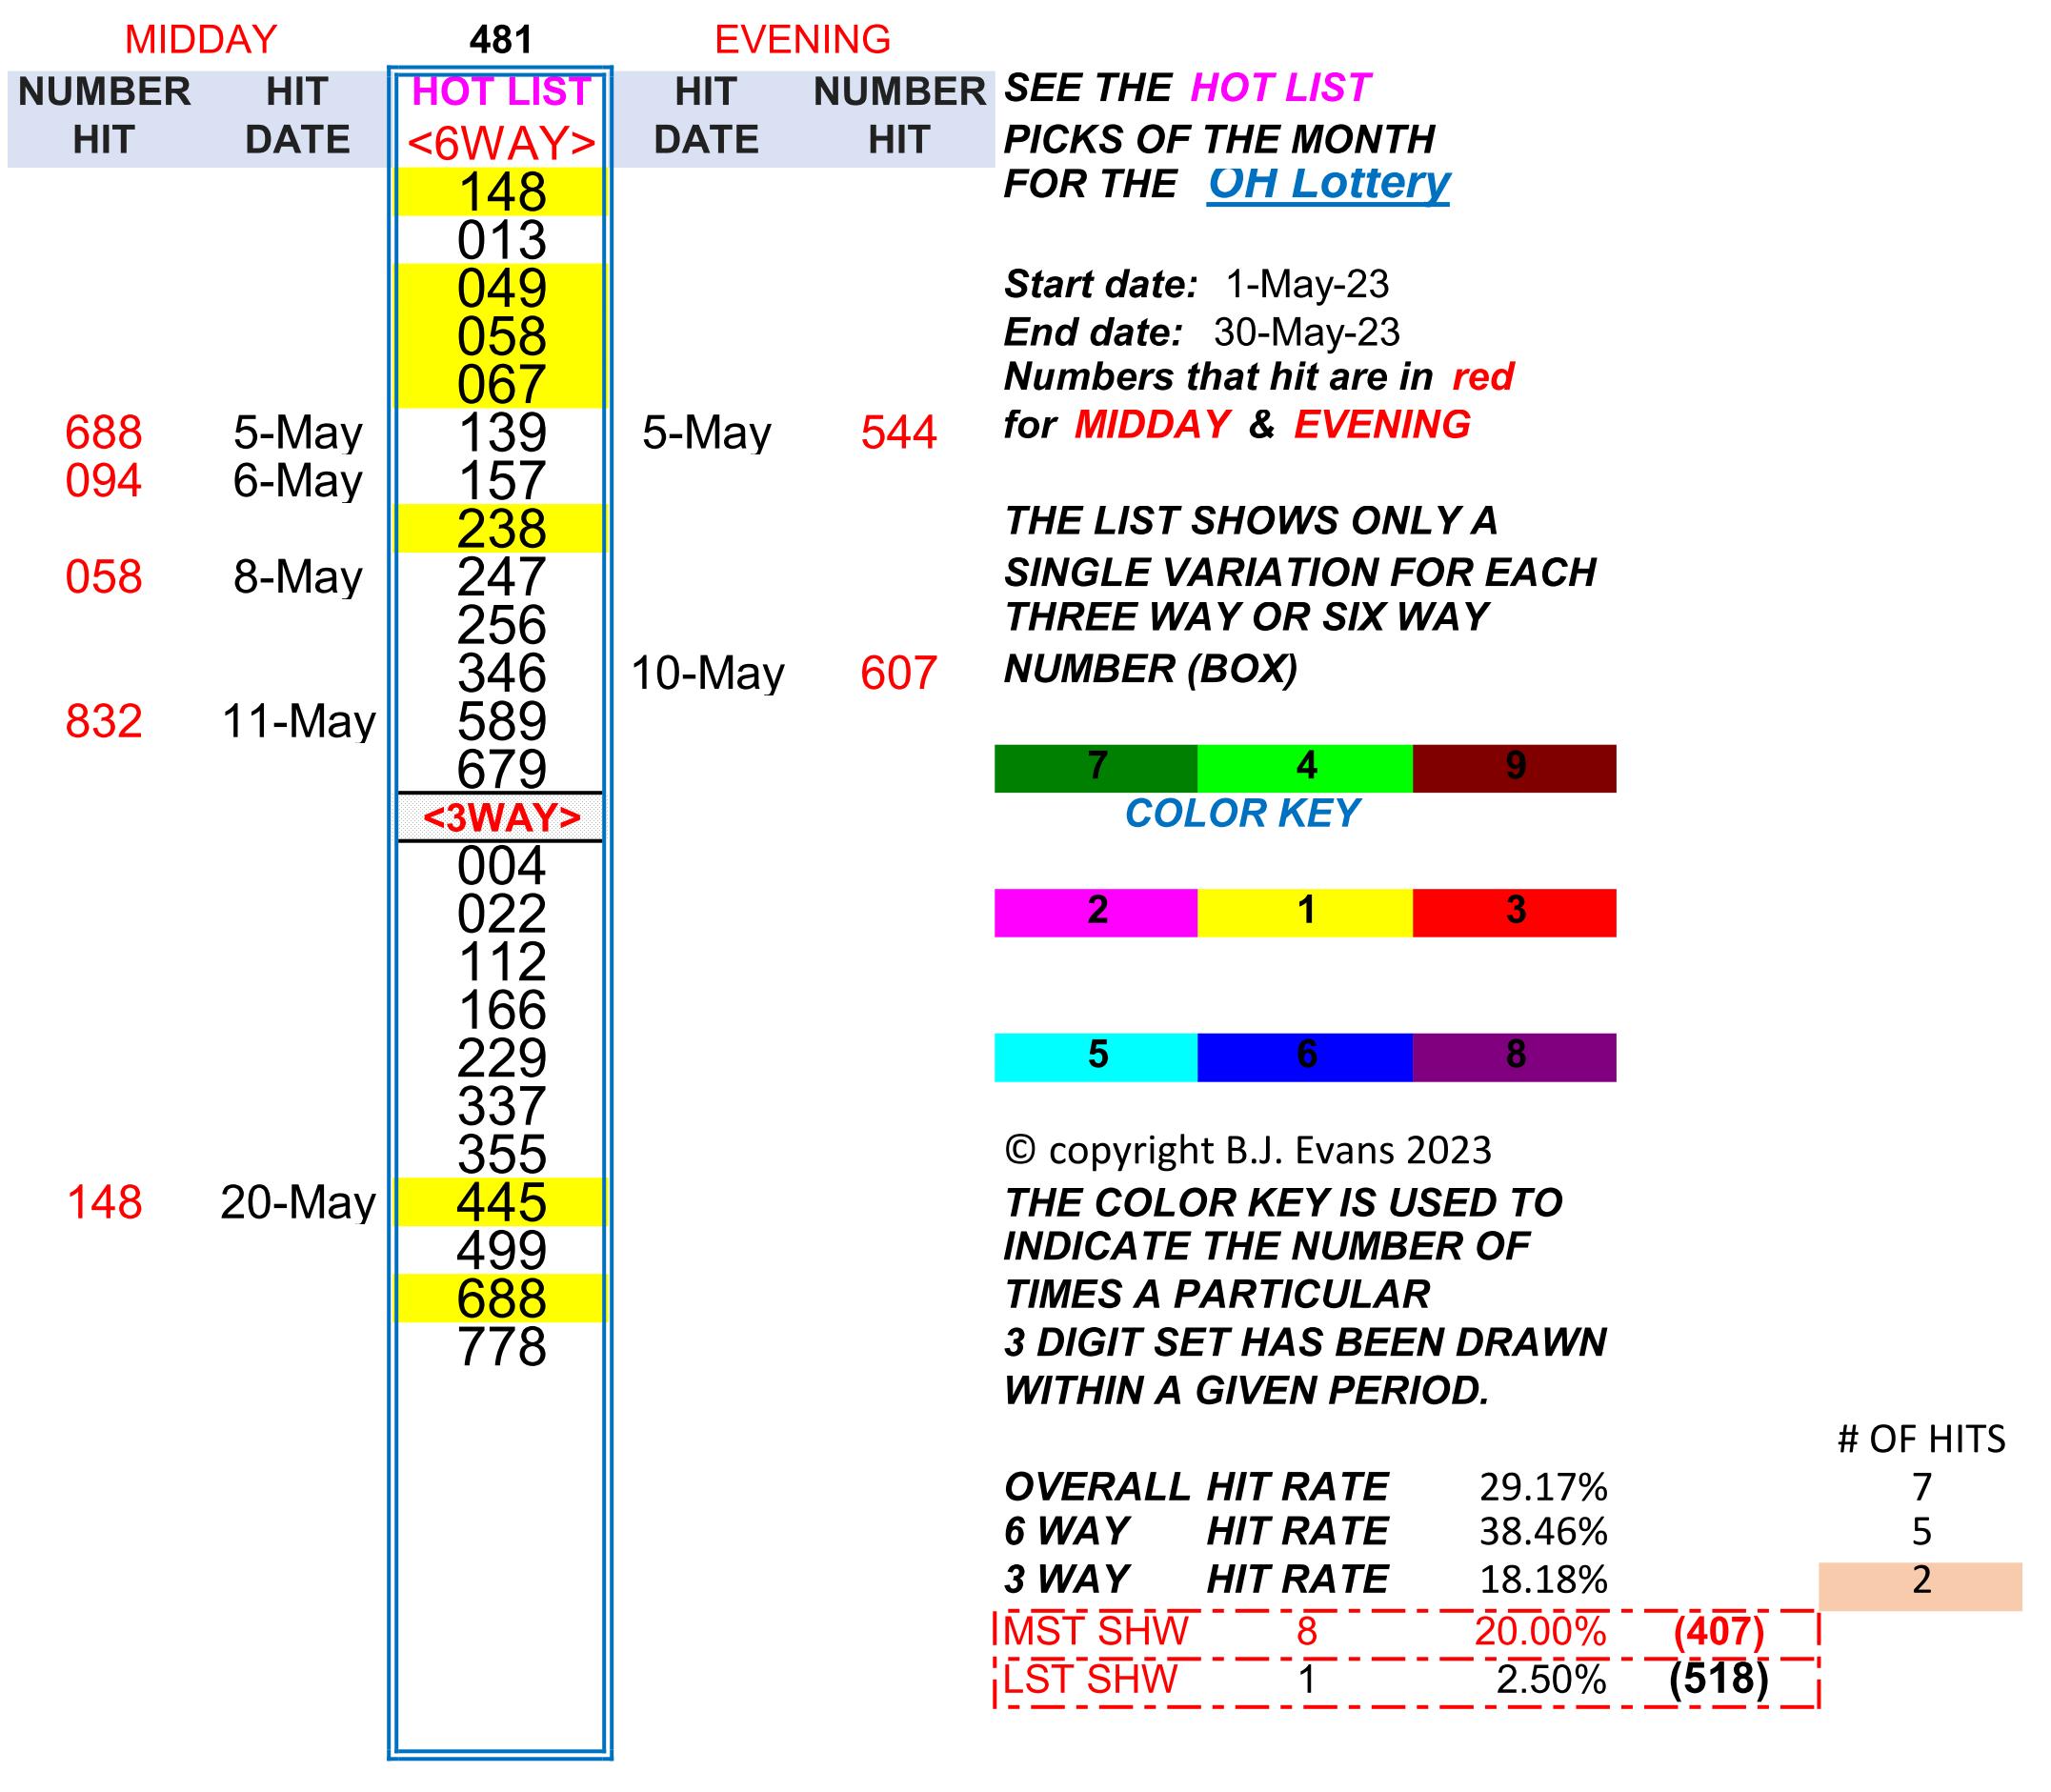 MIDDAY 481 EVENING
NUMBER HIT HOT LIST HIT NUMBER SEE THE HOT LIST
HIT DATE <6WAY> DATE HIT PICKS OF THE MONTH
148 FOR THE OH Lottery
013
049 Start date: 1-May-23
058 End date: 30-May-23
067 Numbers that hit are in red
688 5-May 139 5-May 544 for MIDDAY & EVENING
094 6-May 157
238 THE LIST SHOWS ONLY A
058 8-May 247 SINGLE VARIATION FOR EACH
256 THREE WAY OR SIX WAY
346 10-May 607 NUMBER (BOX)
832 11-May 589
679 7 4 9
<3WAY> COLOR KEY
004
022 2 1 3
112
166
229 5 6 8
337
355 © copyright B.J. Evans 2023
148 20-May 445 THE COLOR KEY IS USED TO
499 INDICATE THE NUMBER OF
688 TIMES A PARTICULAR
778 3 DIGIT SET HAS BEEN DRAWN
WITHIN A GIVEN PERIOD.
# OF HITS
OVERALL HIT RATE 29.17% 7
6 WAY HIT RATE 38.46% 5
3 WAY HIT RATE 18.18% 2
MST SHW 8 20.00% (407)
LST SHW 1 2.50% (518)